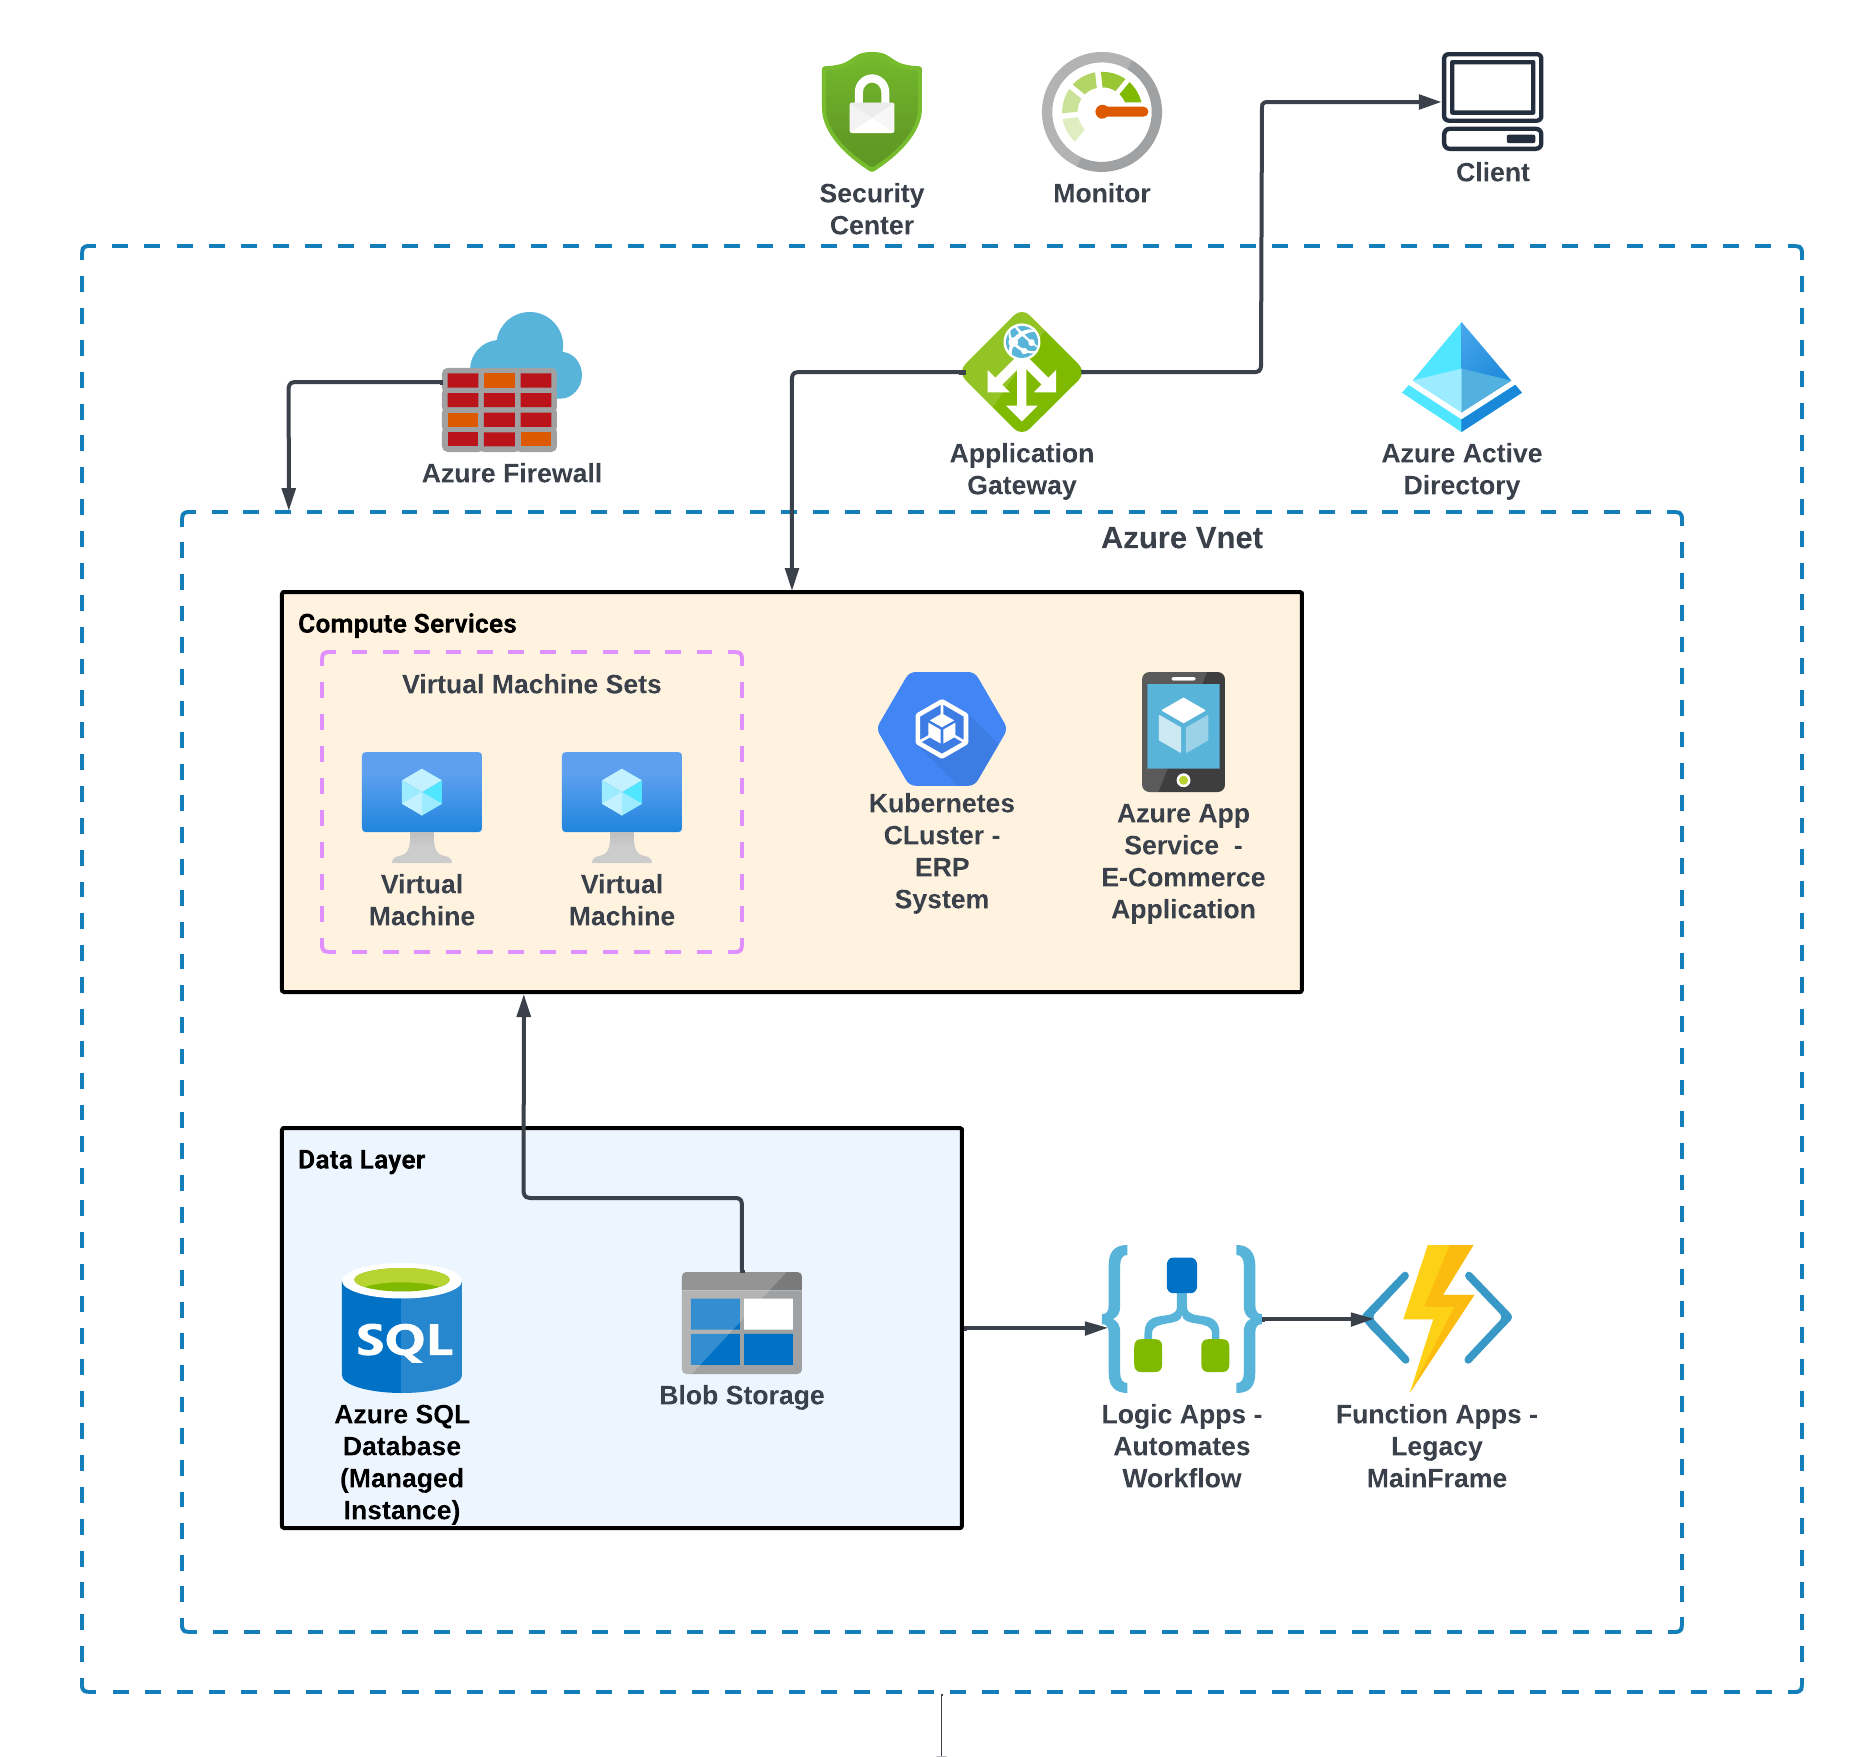 Security
Center
Monitor
Client
Azure Firewall
Application
Gateway
Azure Active
Directory
Azure Vnet
Compute Services
Virtual Machine Sets
Virtual
Machine
Virtual
Machine
Kubernetes
CLuster -
ERP
System
Azure App
Service -
E-Commerce
Application
Data Layer
SQL
Azure SQL
Database
(Managed
Instance)
Blob Storage
Logic Apps -
Automates
Workflow
Function Apps -
Legacy
MainFrame